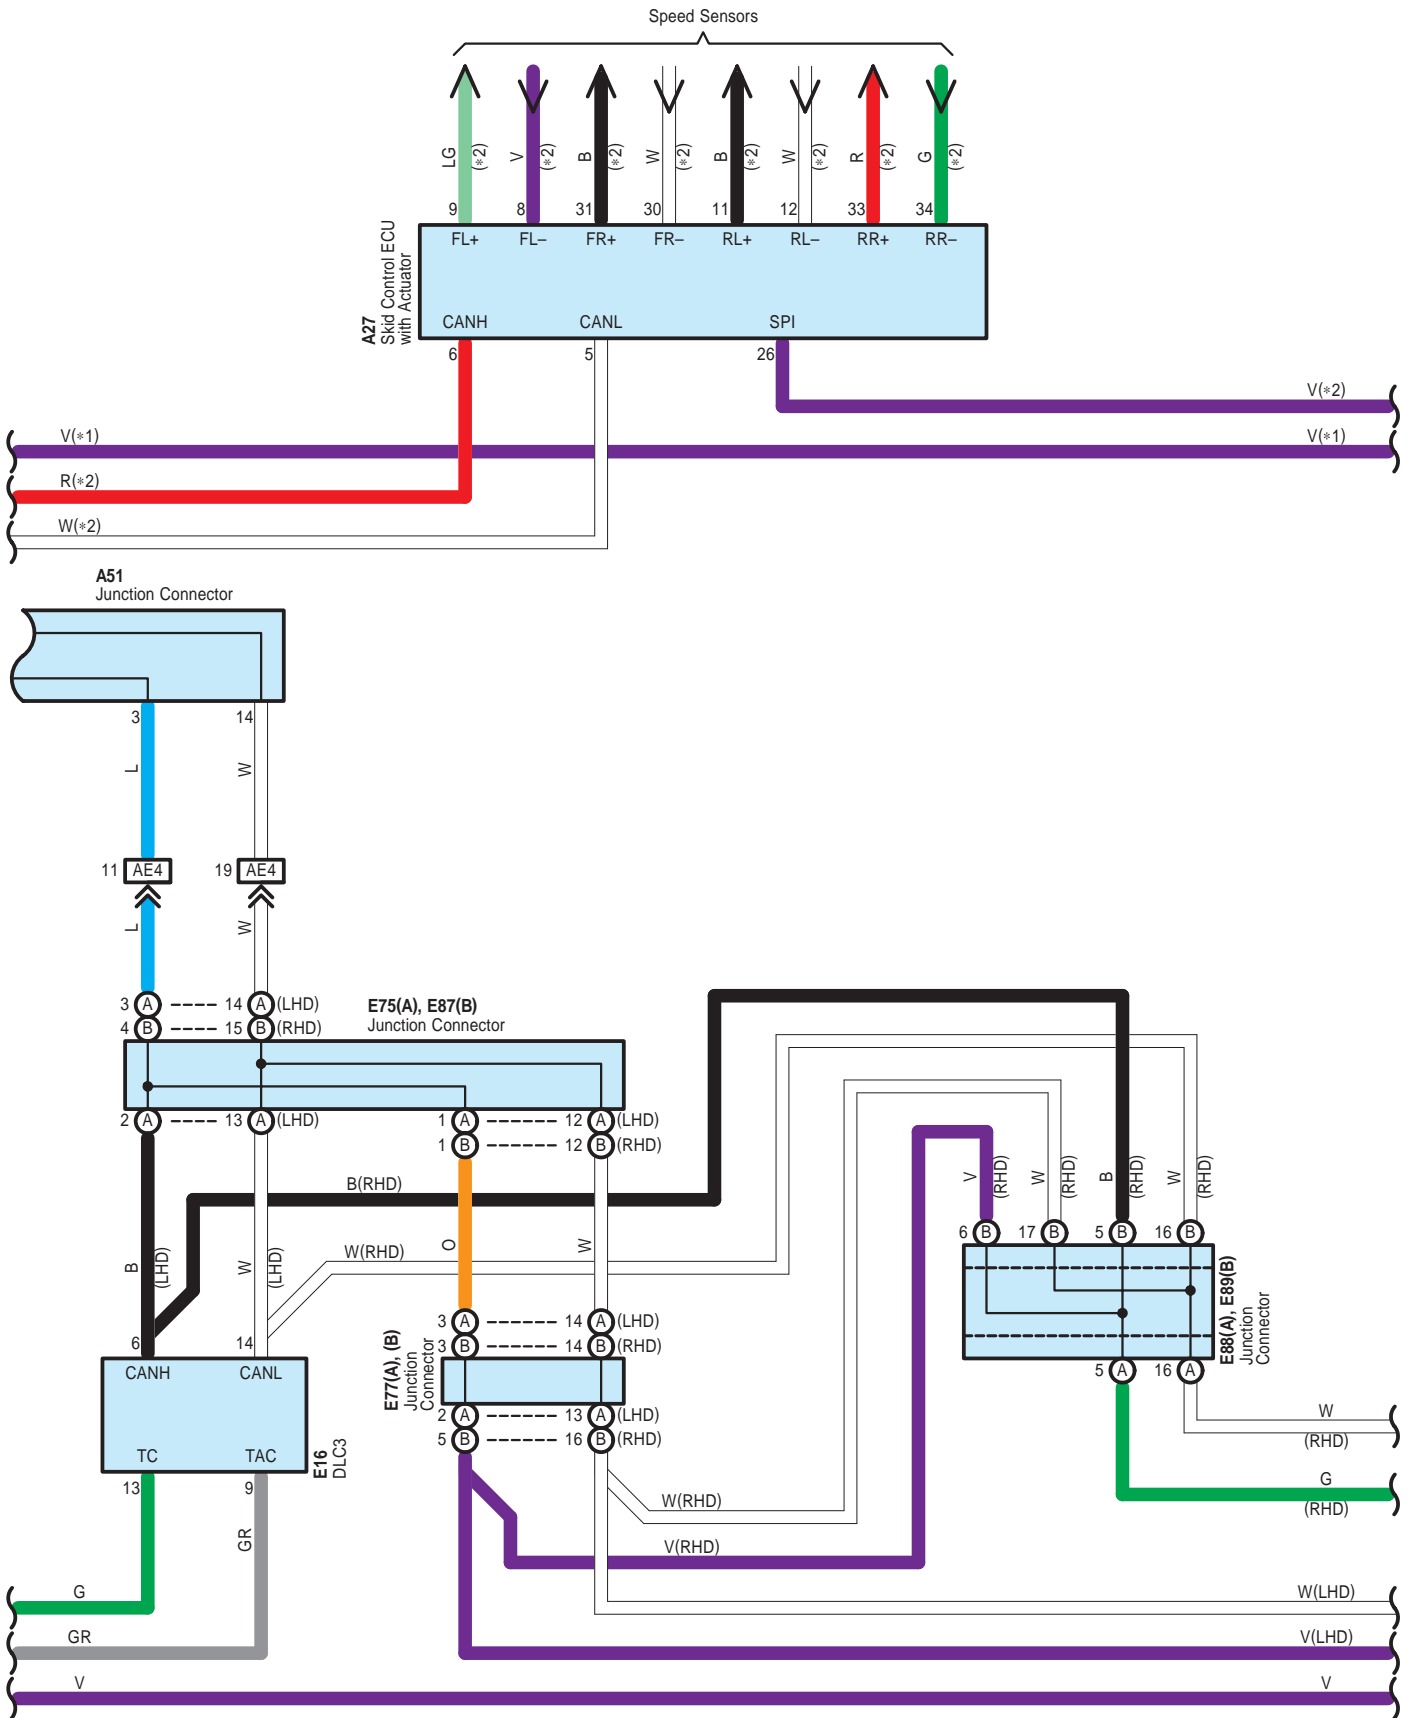 Speed Sensors
LG (*2) V (*2) B (*2) W (*2) B (*2) W (*2) R (*2) G (*2)
9 8 31 30 11 12 33 34
FL+ FL– FR+ FR– RL+ RL– RR+ RR–
A27
Skid Control ECU
with Actuator
CANH CANL SPI
6 5 26
V(*2)
V(*1) V(*1)
R(*2)
W(*2)
A51
Junction Connector
3 14
L W
11 AE4 19 AE4
L W
3 A 14 A (LHD)
4 B 15 B (RHD)
E75(A), E87(B)
Junction Connector
2 A 13 A (LHD) 1 A 12 A (LHD)
1 B 12 B (RHD)
B(RHD)
V (RHD) W (RHD) B (RHD) W (RHD)
6 B 17 B 5 B 16 B
B (LHD) W (LHD) W(RHD) O W
E88(A), E89(B)
Junction
Connector
3 A 14 A (LHD)
3 B 14 B (RHD)
6 14
CANH CANL
E77(A), (B)
Junction
Connector
5 A 16 A
2 A 13 A (LHD)
5 B 16 B (RHD)
W
(RHD)
TC TAC
E16
DLC3
13 9
G
(RHD)
W(RHD)
GR
V(RHD)
G W(LHD)
GR V(LHD)
V V